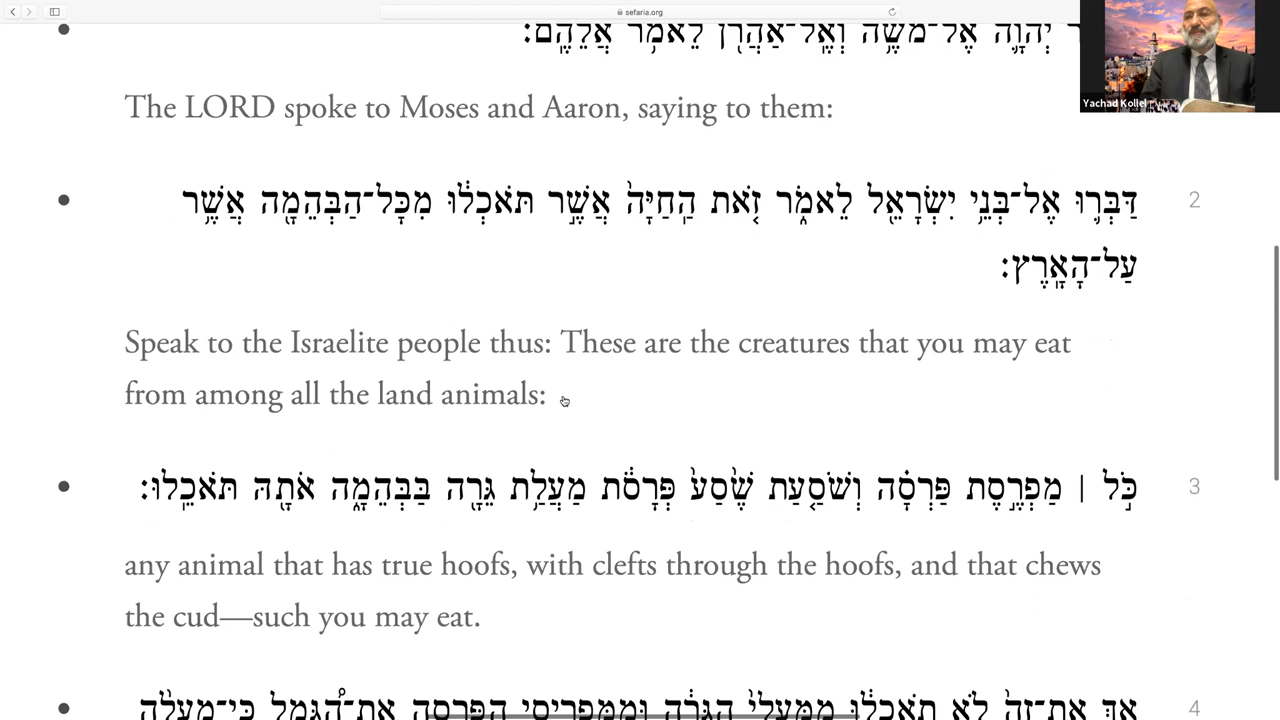 sefaria.org
יְהוָ֛ה אֶל־מֹשֶׁ֥ה וְאֶֽל־אַהֲרֹ֖ן לֵאמֹ֥ר אֲלֵהֶֽם׃
Yachad Kollel
The LORD spoke to Moses and Aaron, saying to them:
2
דַּבְּר֛וּ אֶל־בְּנֵ֥י יִשְׂרָאֵ֖ל לֵאמֹ֑ר זֹ֤את הַֽחַיָּה֙ אֲשֶׁ֣ר תֹּאכְל֔וּ מִכׇּל־הַבְּהֵמָ֖ה אֲשֶׁ֥ר
עַל־הָאָֽרֶץ׃
Speak to the Israelite people thus: These are the creatures that you may eat
from among all the land animals:
3
כֹּ֣ל ׀ מַפְרֶ֣סֶת פַּרְסָ֗ה וְשֹׁסַ֤עַת שֶׁ֙סַע֙ פְּרָסֹ֔ת מַעֲלַ֥ת גֵּרָ֖ה בַּבְּהֵמָ֑ה אֹתָ֖הּ תֹּאכֵֽלוּ׃
any animal that has true hoofs, with clefts through the hoofs, and that chews
the cud—such you may eat.
4
אַ֤ךְ אֶת־זֶה֙ לֹ֣א תֹֽאכְל֔וּ מִֽמַּעֲלֵי֙ הַגֵּרָ֔ה וּמִמַּפְרִסֵ֖י הַפַּרְסָ֑ה אֶֽת־הַ֠גָּמָ֠ל כִּֽי־מַעֲלֵ֨ה